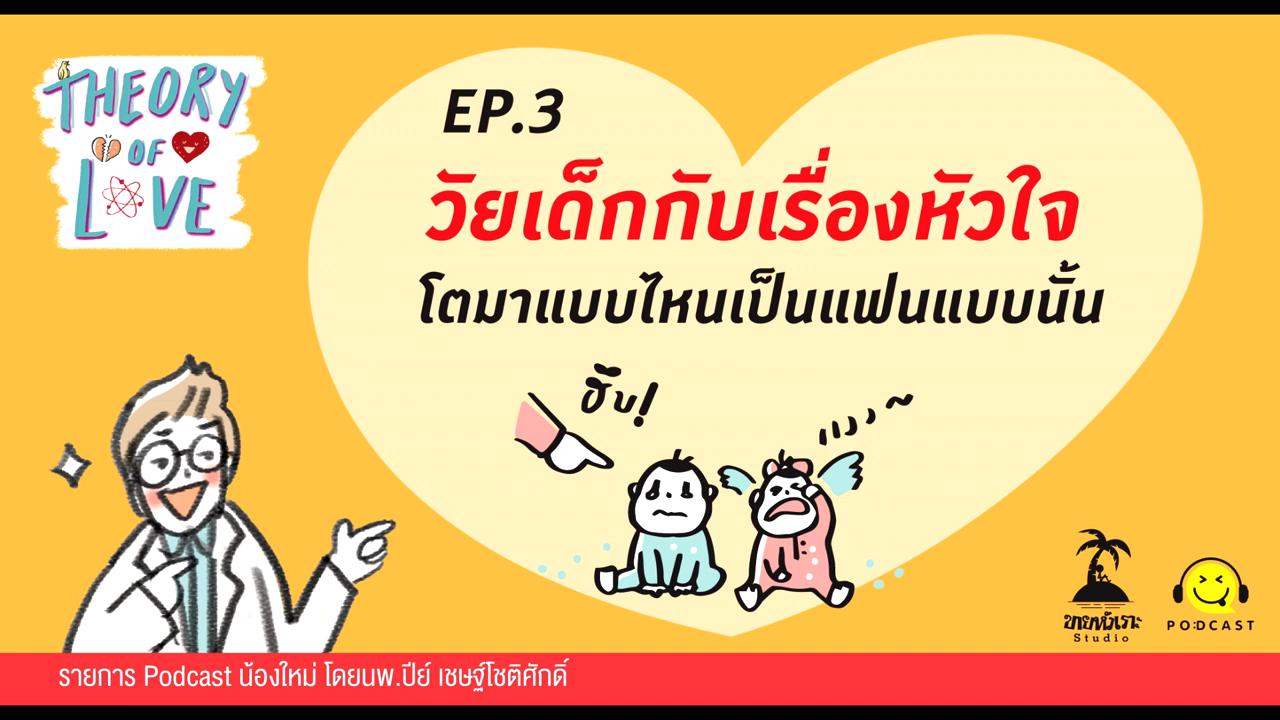 THEORY
OF
LOVE
EP.3
วัยเด็กกับเรื่องหัวใจ
โตมาแบบไหนเป็นแฟนแบบนั้น
ฮึบ!
แงงง~
ขายหัวเราะ
Studio
PODCAST
รายการ Podcast น้องใหม่ โดยนพ.ปีย์ เชษฐ์โชติศักดิ์